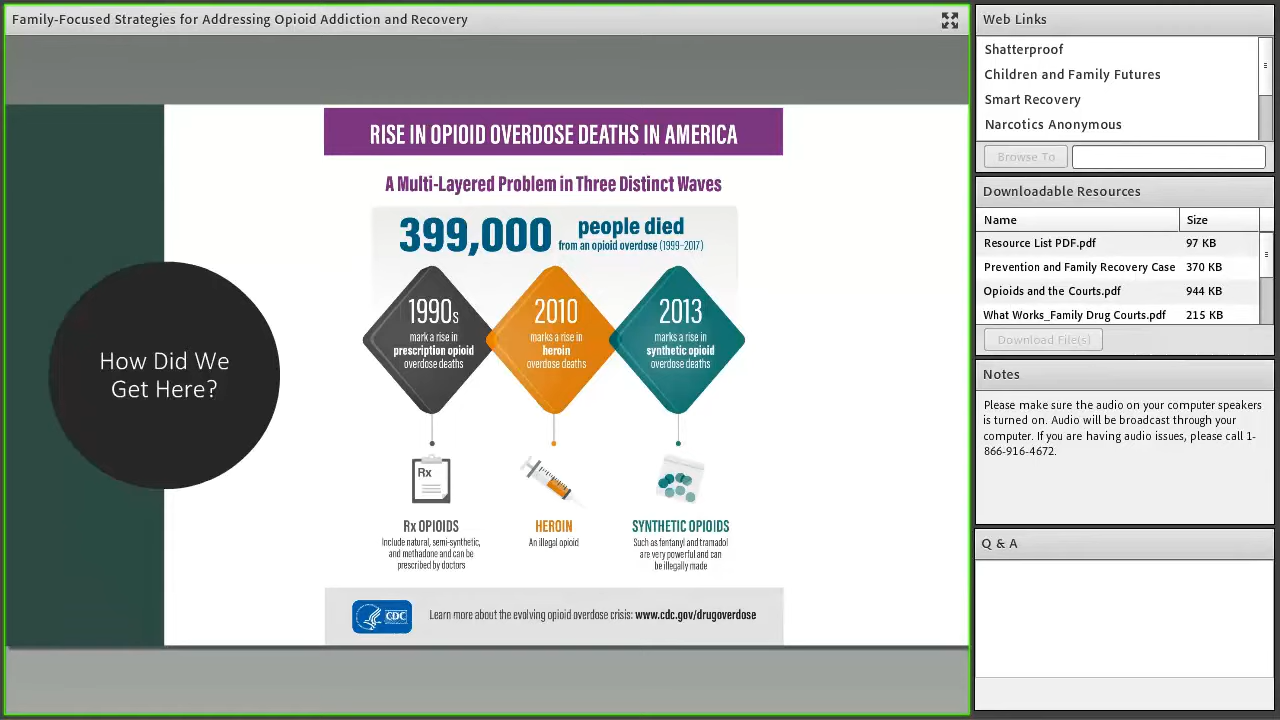 Family-Focused Strategies for Addressing Opioid Addiction and Recovery
How Did We
Get Here?
RISE IN OPIOID OVERDOSE DEATHS IN AMERICA
A Multi-Layered Problem in Three Distinct Waves
399,000 people died
from an opioid overdose (1999-2017)
1990s
mark a rise in
prescription opioid
overdose deaths
2010
marks a rise in
heroin
overdose deaths
2013
marks a rise in
synthetic opioid
overdose deaths
Rx
Rx OPIOIDS
Include natural, semi-synthetic,
and methadone and can be
prescribed by doctors
HEROIN
An illegal opioid
SYNTHETIC OPIOIDS
Such as fentanyl and tramadol
are very powerful and can
be illegally made
CDC
Learn more about the evolving opioid overdose crisis: www.cdc.gov/drugoverdose
Web Links
Shatterproof
Children and Family Futures
Smart Recovery
Narcotics Anonymous
Browse To
Downloadable Resources
Name Size
Resource List PDF.pdf 97 KB
Prevention and Family Recovery Case 370 KB
Opioids and the Courts.pdf 944 KB
What Works_Family Drug Courts.pdf 215 KB
Download File(s)
Notes
Please make sure the audio on your computer speakers
is turned on. Audio will be broadcast through your
computer. If you are having audio issues, please call 1-
866-916-4672.
Q & A